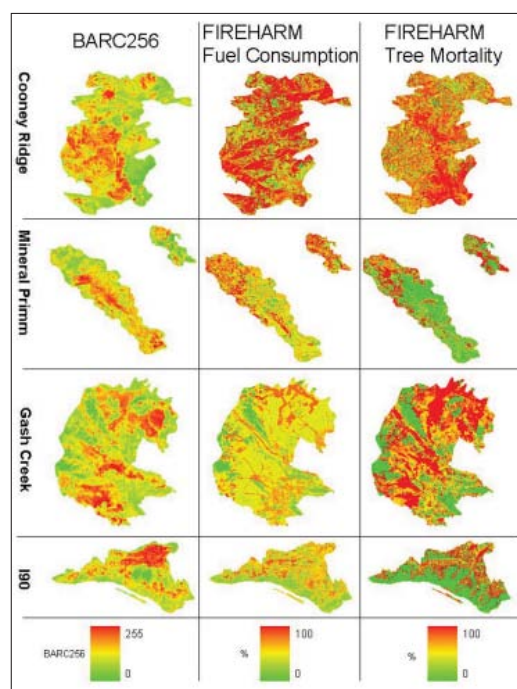 BARC256
FIREHARM
Fuel Consumption
FIREHARM
Tree Mortality
Cooney Ridge
Mineral Primm
Gash Creek
I90
BARC256
255
0
%
100
0
%
100
0